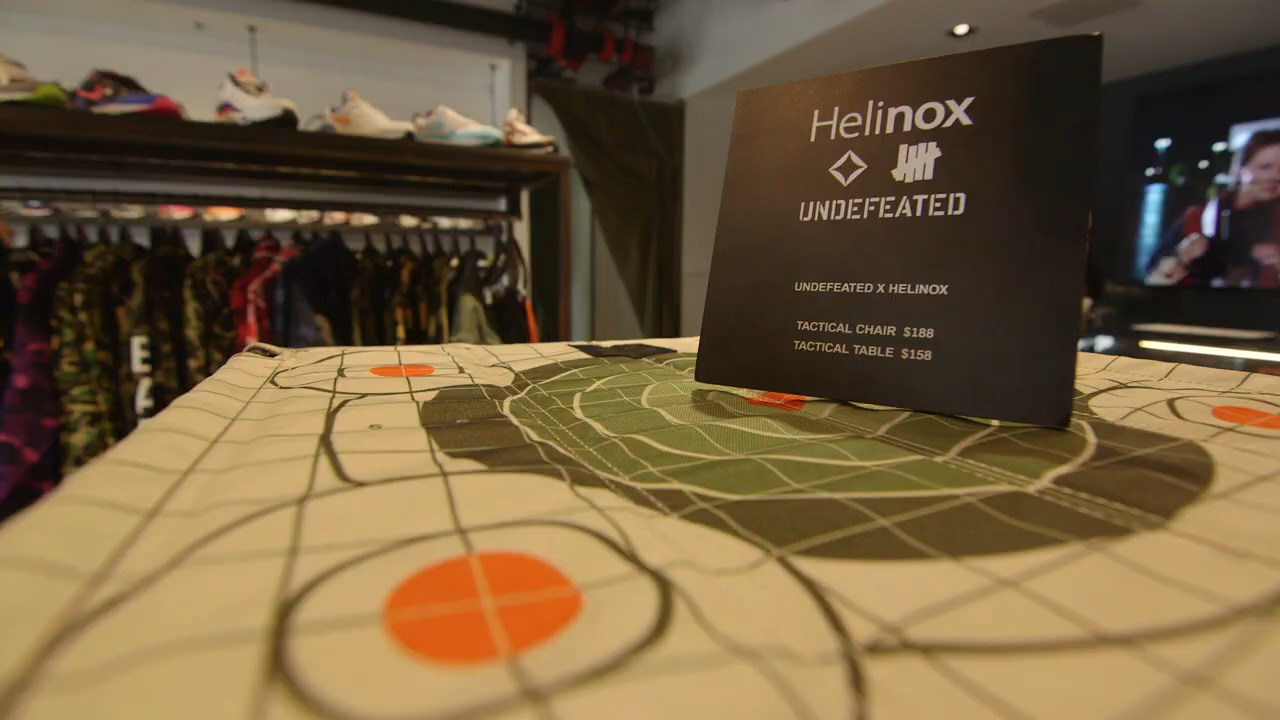 Helinox
UNDEFEATED
UNDEFEATED X HELINOX
TACTICAL CHAIR $188
TACTICAL TABLE $158